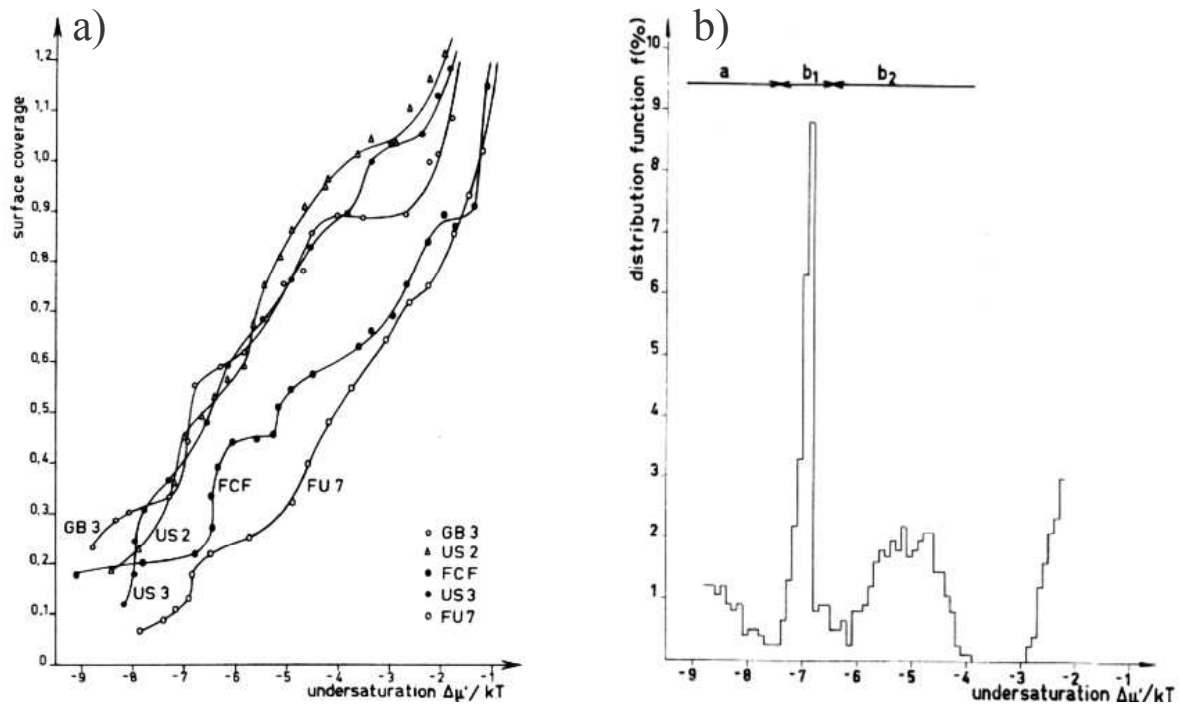 a)
surface coverage
1,2
1,1
1,0
0,9
0.8
0.7
0.6
0.5
0.4
0.3
0.2
0,1
0
GB 3
US 2
US3
FCF
FU 7
GB 3
US 2
FCF
US 3
FU 7
-9 -8 -7 -6 -5 -4 -3 -2 -1
undersaturation Δμ'/ kT
b)
distribution function f(%)
10
9
8
7
6
5
4
3
2
1
a b1 b2
-9 -8 -7 -6 -5 -4 -3 -2 -1
undersaturation Δμ'/kT